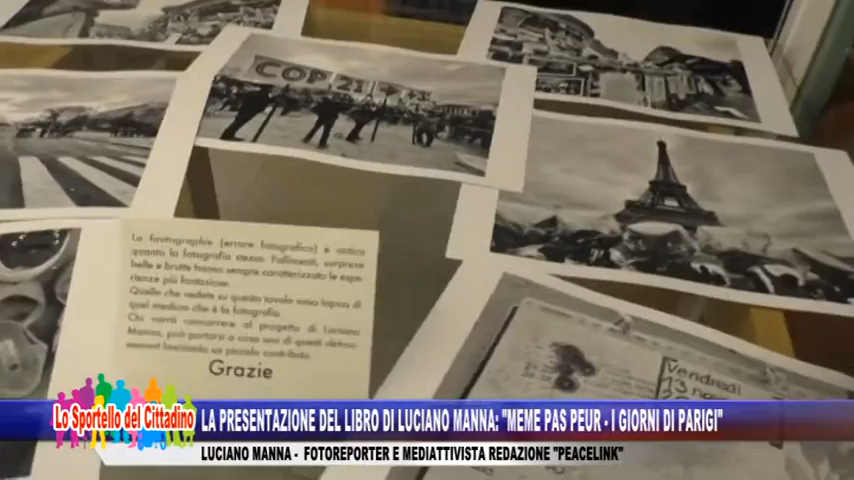 COP21
La fauxtographie (errore fotografico) è antica
quanto la fotografia stessa. Fallimenti, sorprese
belle e brutte hanno sempre caratterizzato le espe-
rienze più fantasiose.
Quelle che vedete su questo tavolo sono lapsus di
quel medium che è la fotografia.
Chi vorrà concorrere al progetto di Luciano
Manna, può portarsi a casa uno di questi
lasciando un piccolo contributo.
Grazie
Vendredi
13
Lo Sportello del Cittadino
LA PRESENTAZIONE DEL LIBRO DI LUCIANO MANNA: "MEME PAS PEUR - I GIORNI DI PARIGI"
LUCIANO MANNA - FOTOREPORTER E MEDIATTIVISTA REDAZIONE "PEACELINK"